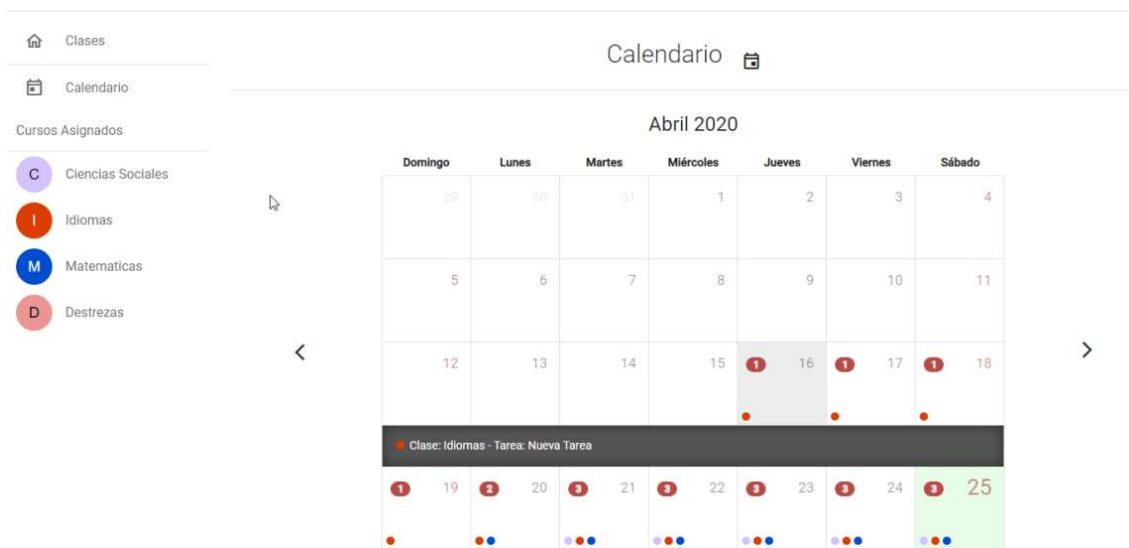 Clases
Calendario
Cursos Asignados
C Ciencias Sociales
I Idiomas
M Matematicas
D Destrezas
Calendario
Abril 2020
Domingo Lunes Martes Miércoles Jueves Viernes Sábado
29 30 31 1 2 3 4
5 6 7 8 9 10 11
12 13 14 15 1 16 1 17 1 18
Clase: Idiomas - Tarea: Nueva Tarea
1 19 2 20 3 21 3 22 3 23 3 24 3 25